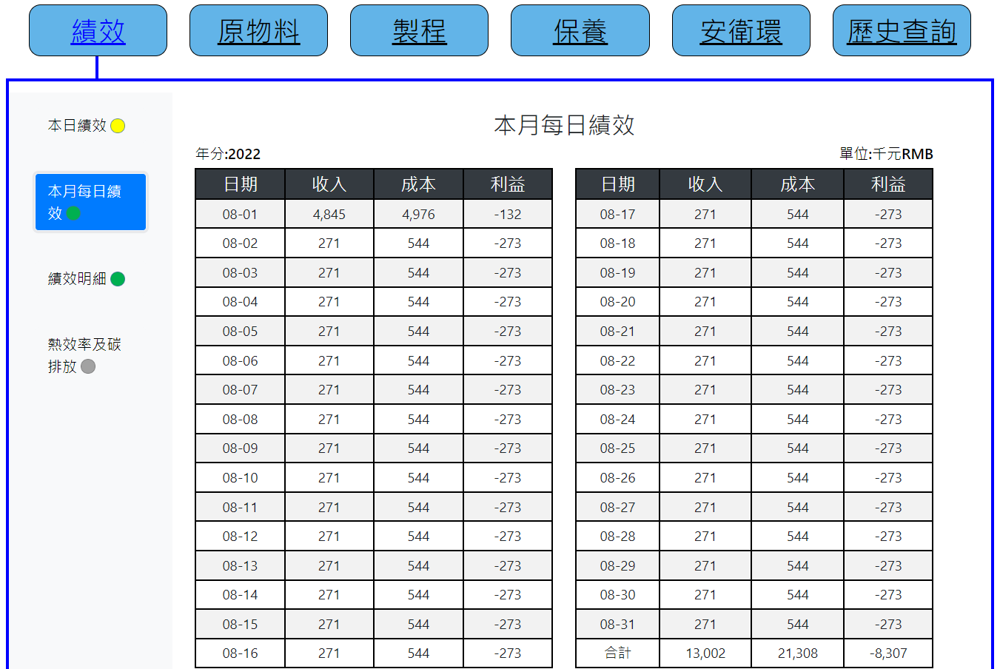 績效 原物料 製程 保養 安衛環 歷史查詢
本日績效
本月每日績
效
績效明細
熱效率及碳
排放
本月每日績效
年分:2022 單位:千元RMB
日期 收入 成本 利益 日期 收入 成本 利益
08-01 4,845 4,976 -132 08-17 271 544 -273
08-02 271 544 -273 08-18 271 544 -273
08-03 271 544 -273 08-19 271 544 -273
08-04 271 544 -273 08-20 271 544 -273
08-05 271 544 -273 08-21 271 544 -273
08-06 271 544 -273 08-22 271 544 -273
08-07 271 544 -273 08-23 271 544 -273
08-08 271 544 -273 08-24 271 544 -273
08-09 271 544 -273 08-25 271 544 -273
08-10 271 544 -273 08-26 271 544 -273
08-11 271 544 -273 08-27 271 544 -273
08-12 271 544 -273 08-28 271 544 -273
08-13 271 544 -273 08-29 271 544 -273
08-14 271 544 -273 08-30 271 544 -273
08-15 271 544 -273 08-31 271 544 -273
08-16 271 544 -273 合計 13,002 21,308 -8,307